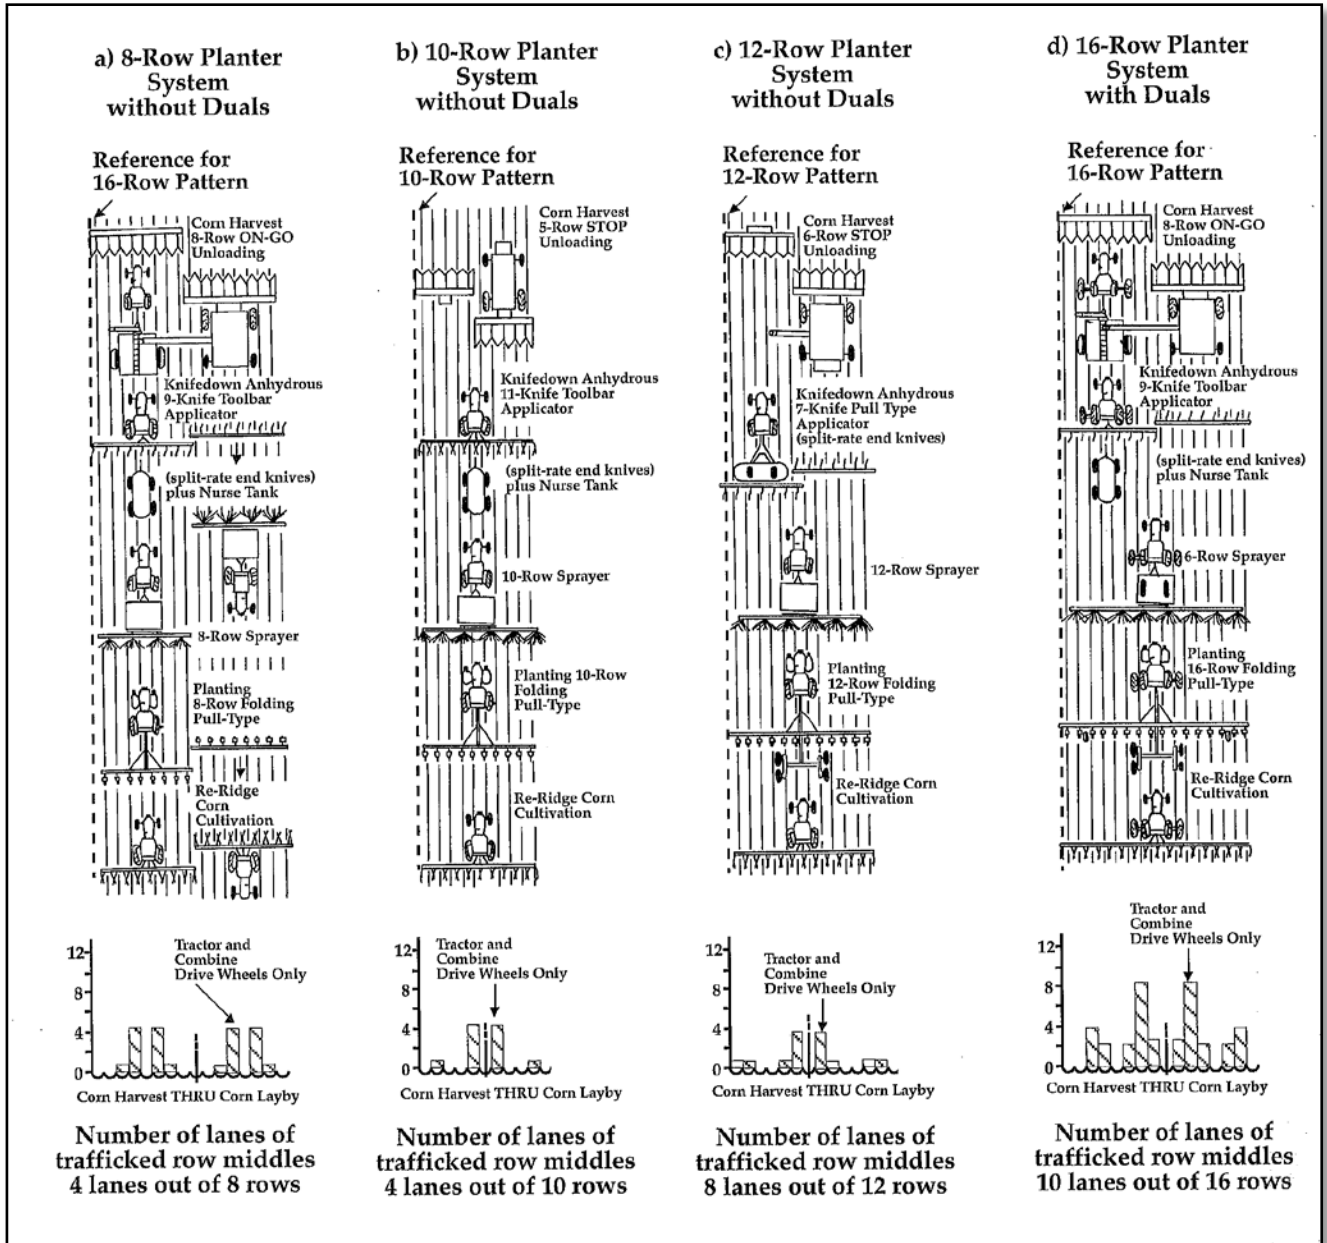 a) 8-Row Planter
System
without Duals
Reference for
16-Row Pattern
Corn Harvest
8-Row ON-GO
Unloading
Knifedown Anhydrous
9-Knife Toolbar
Applicator
(split-rate end knives)
plus Nurse Tank
8-Row Sprayer
Planting
8-Row Folding
Pull-Type
Re-Ridge
Corn
Cultivation
12
8
4
0
Tractor and
Combine
Drive Wheels Only
Corn Harvest THRU Corn Layby
Number of lanes of
trafficked row middles
4 lanes out of 8 rows
b) 10-Row Planter
System
without Duals
Reference for
10-Row Pattern
Corn Harvest
5-Row STOP
Unloading
Knifedown Anhydrous
11-Knife Toolbar
Applicator
(split-rate end knives)
plus Nurse Tank
10-Row Sprayer
Planting 10-Row
Folding
Pull-Type
Re-Ridge Corn
Cultivation
12
8
4
0
Tractor and
Combine
Drive Wheels Only
Corn Harvest THRU Corn Layby
Number of lanes of
trafficked row middles
4 lanes out of 10 rows
c) 12-Row Planter
System
without Duals
Reference for
12-Row Pattern
Corn Harvest
6-Row STOP
Unloading
Knifedown Anhydrous
7-Knife Pull Type
Applicator
(split-rate end knives)
12-Row Sprayer
Planting
12-Row Folding
Pull-Type
Re-Ridge Corn
Cultivation
12
8
4
0
Tractor and
Combine
Drive Wheels Only
Corn Harvest THRU Corn Layby
Number of lanes of
trafficked row middles
8 lanes out of 12 rows
d) 16-Row Planter
System
with Duals
Reference for
16-Row Pattern
Corn Harvest
8-Row ON-GO
Unloading
Knifedown Anhydrous
9-Knife Toolbar
Applicator
(split-rate end knives)
plus Nurse Tank
6-Row Sprayer
Planting
16-Row Folding
Pull-Type
Re-Ridge Corn
Cultivation
12
8
4
0
Tractor and
Combine
Drive Wheels Only
Corn Harvest THRU Corn Layby
Number of lanes of
trafficked row middles
10 lanes out of 16 rows